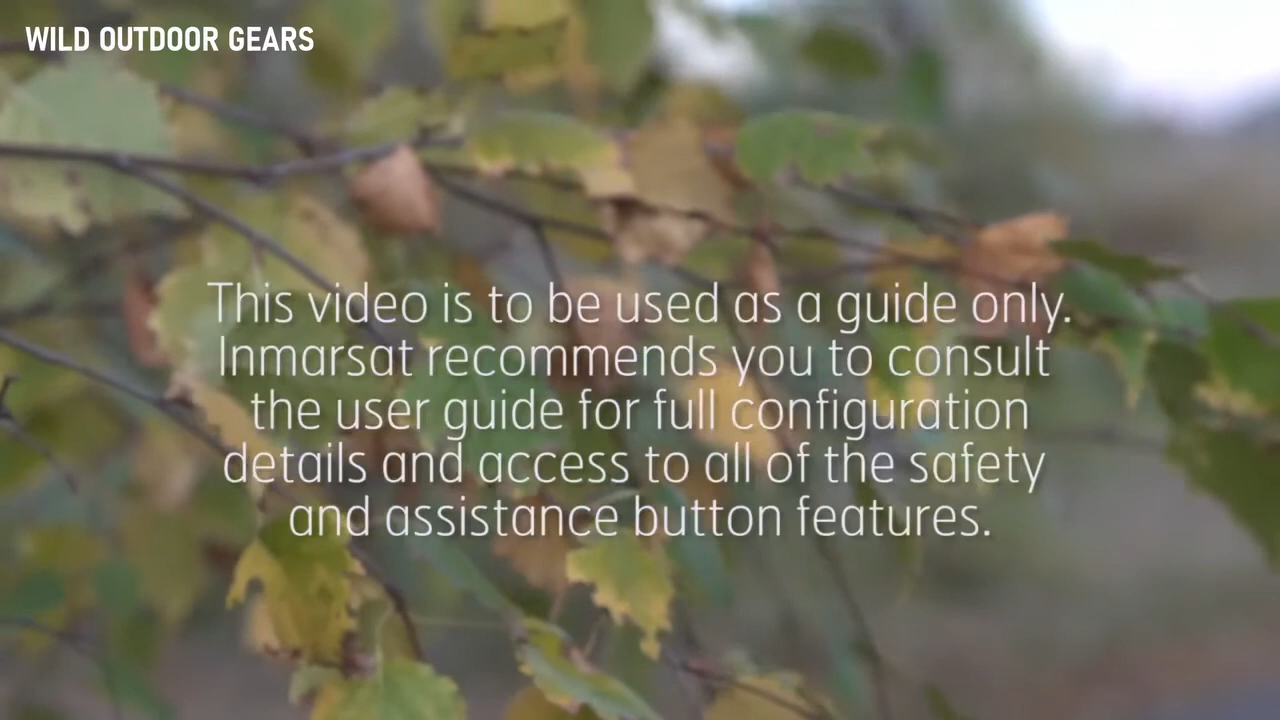 WILD OUTDOOR GEARS
This video is to be used as a guide only.
Inmarsat recommends you to consult
the user guide for full configuration
details and access to all of the safety
and assistance button features.